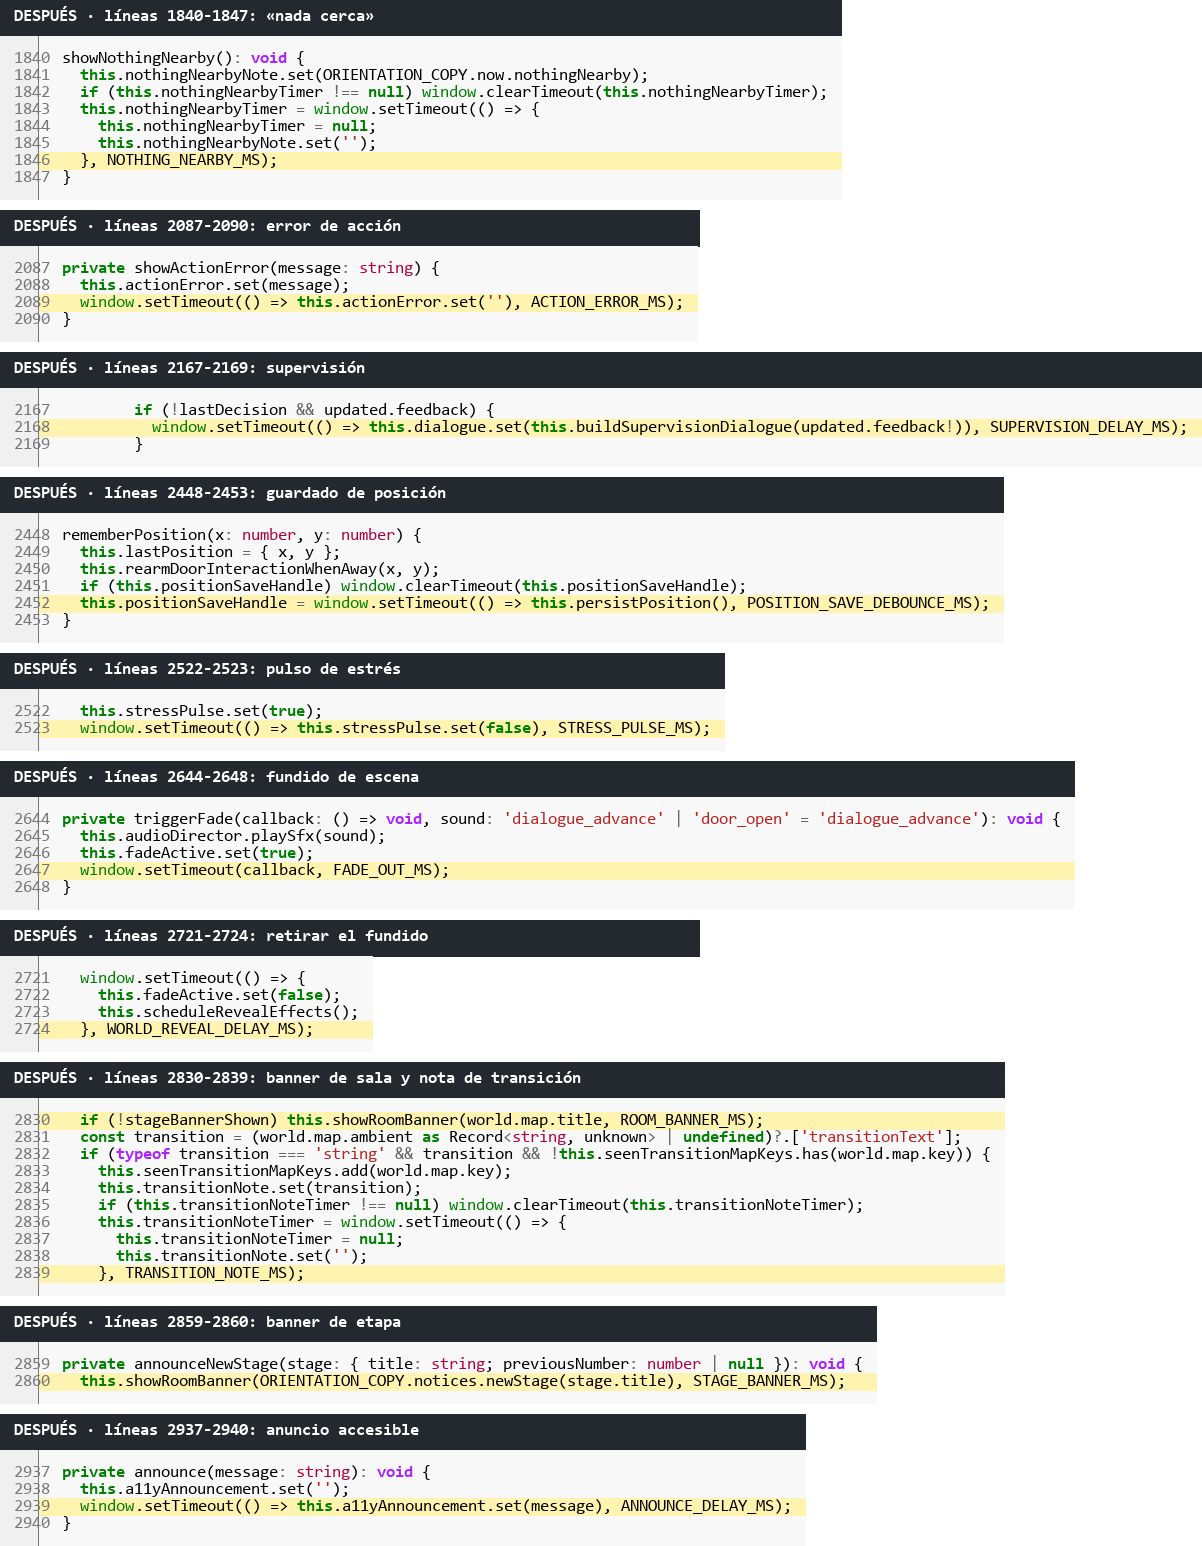 DESPUÉS · líneas 1840-1847: «nada cerca»
1840 showNothingNearby(): void {
1841   this.nothingNearbyNote.set(ORIENTATION_COPY.now.nothingNearby);
1842   if (this.nothingNearbyTimer !== null) window.clearTimeout(this.nothingNearbyTimer);
1843   this.nothingNearbyTimer = window.setTimeout(() => {
1844     this.nothingNearbyTimer = null;
1845     this.nothingNearbyNote.set('');
1846   }, NOTHING_NEARBY_MS);
1847 }
DESPUÉS · líneas 2087-2090: error de acción
2087 private showActionError(message: string) {
2088   this.actionError.set(message);
2089   window.setTimeout(() => this.actionError.set(''), ACTION_ERROR_MS);
2090 }
DESPUÉS · líneas 2167-2169: supervisión
2167         if (!lastDecision && updated.feedback) {
2168           window.setTimeout(() => this.dialogue.set(this.buildSupervisionDialogue(updated.feedback!)), SUPERVISION_DELAY_MS);
2169         }
DESPUÉS · líneas 2448-2453: guardado de posición
2448 rememberPosition(x: number, y: number) {
2449   this.lastPosition = { x, y };
2450   this.rearmDoorInteractionWhenAway(x, y);
2451   if (this.positionSaveHandle) window.clearTimeout(this.positionSaveHandle);
2452   this.positionSaveHandle = window.setTimeout(() => this.persistPosition(), POSITION_SAVE_DEBOUNCE_MS);
2453 }
DESPUÉS · líneas 2522-2523: pulso de estrés
2522   this.stressPulse.set(true);
2523   window.setTimeout(() => this.stressPulse.set(false), STRESS_PULSE_MS);
DESPUÉS · líneas 2644-2648: fundido de escena
2644 private triggerFade(callback: () => void, sound: 'dialogue_advance' | 'door_open' = 'dialogue_advance'): void {
2645   this.audioDirector.playSfx(sound);
2646   this.fadeActive.set(true);
2647   window.setTimeout(callback, FADE_OUT_MS);
2648 }
DESPUÉS · líneas 2721-2724: retirar el fundido
2721   window.setTimeout(() => {
2722     this.fadeActive.set(false);
2723     this.scheduleRevealEffects();
2724   }, WORLD_REVEAL_DELAY_MS);
DESPUÉS · líneas 2830-2839: banner de sala y nota de transición
2830   if (!stageBannerShown) this.showRoomBanner(world.map.title, ROOM_BANNER_MS);
2831   const transition = (world.map.ambient as Record<string, unknown> | undefined)?.['transitionText'];
2832   if (typeof transition === 'string' && transition && !this.seenTransitionMapKeys.has(world.map.key)) {
2833     this.seenTransitionMapKeys.add(world.map.key);
2834     this.transitionNote.set(transition);
2835     if (this.transitionNoteTimer !== null) window.clearTimeout(this.transitionNoteTimer);
2836     this.transitionNoteTimer = window.setTimeout(() => {
2837       this.transitionNoteTimer = null;
2838       this.transitionNote.set('');
2839     }, TRANSITION_NOTE_MS);
DESPUÉS · líneas 2859-2860: banner de etapa
2859 private announceNewStage(stage: { title: string; previousNumber: number | null }): void {
2860   this.showRoomBanner(ORIENTATION_COPY.notices.newStage(stage.title), STAGE_BANNER_MS);
DESPUÉS · líneas 2937-2940: anuncio accesible
2937 private announce(message: string): void {
2938   this.a11yAnnouncement.set('');
2939   window.setTimeout(() => this.a11yAnnouncement.set(message), ANNOUNCE_DELAY_MS);
2940 }